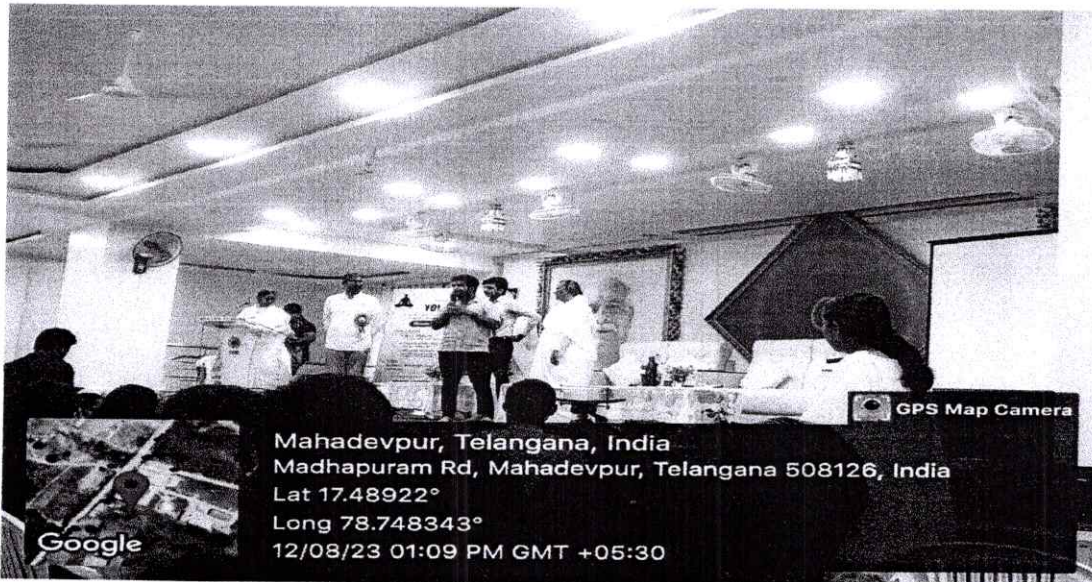 GPS Map Camera
Mahadevpur, Telangana, India
Madhapuram Rd, Mahadevpur, Telangana 508126, India
Lat 17.48922°
Long 78.748343°
12/08/23 01:09 PM GMT +05:30
Google